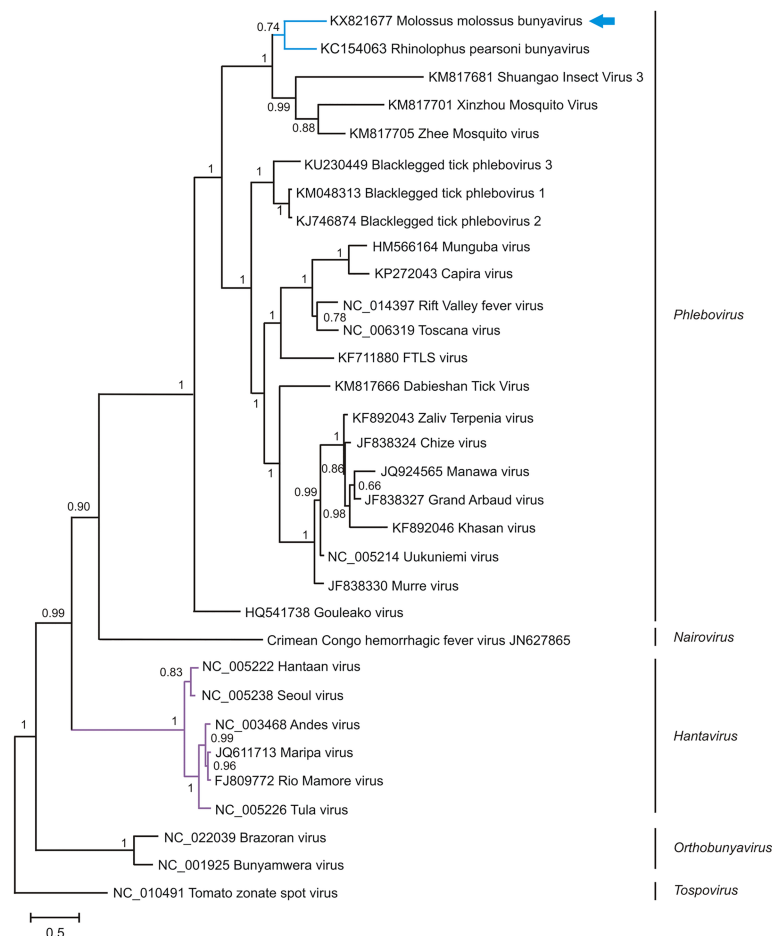 0.74
KX821677 Molossus molossus bunyavirus
KC154063 Rhinolophus pearsoni bunyavirus
1
KM817681 Shuangao Insect Virus 3
0.99
KM817701 Xinzhou Mosquito Virus
0.88
KM817705 Zhee Mosquito virus
1
KU230449 Blacklegged tick phlebovirus 3
1
KM048313 Blacklegged tick phlebovirus 1
1
KJ746874 Blacklegged tick phlebovirus 2
HM566164 Munguba virus
1
KP272043 Capira virus
1
1
NC_014397 Rift Valley fever virus
0.78
NC_006319 Toscana virus
1
Phlebovirus
KF711880 FTLS virus
1
KM817666 Dabieshan Tick Virus
1
KF892043 Zaliv Terpenia virus
1
JF838324 Chize virus
0.86
JQ924565 Manawa virus
1
0.66
0.99
JF838327 Grand Arbaud virus
0.98
KF892046 Khasan virus
0.90
1
NC_005214 Uukuniemi virus
JF838330 Murre virus
0.99
HQ541738 Gouleako virus
Crimean Congo hemorrhagic fever virus JN627865
Nairovirus
0.83
NC_005222 Hantaan virus
NC_005238 Seoul virus
1
1
NC_003468 Andes virus
0.99
Hantavirus
JQ611713 Maripa virus
0.96
FJ809772 Rio Mamore virus
1
NC_005226 Tula virus
1
NC_022039 Brazoran virus
Orthobunyavirus
NC_001925 Bunyamwera virus
NC_010491 Tomato zonate spot virus
Tospovirus
0.5